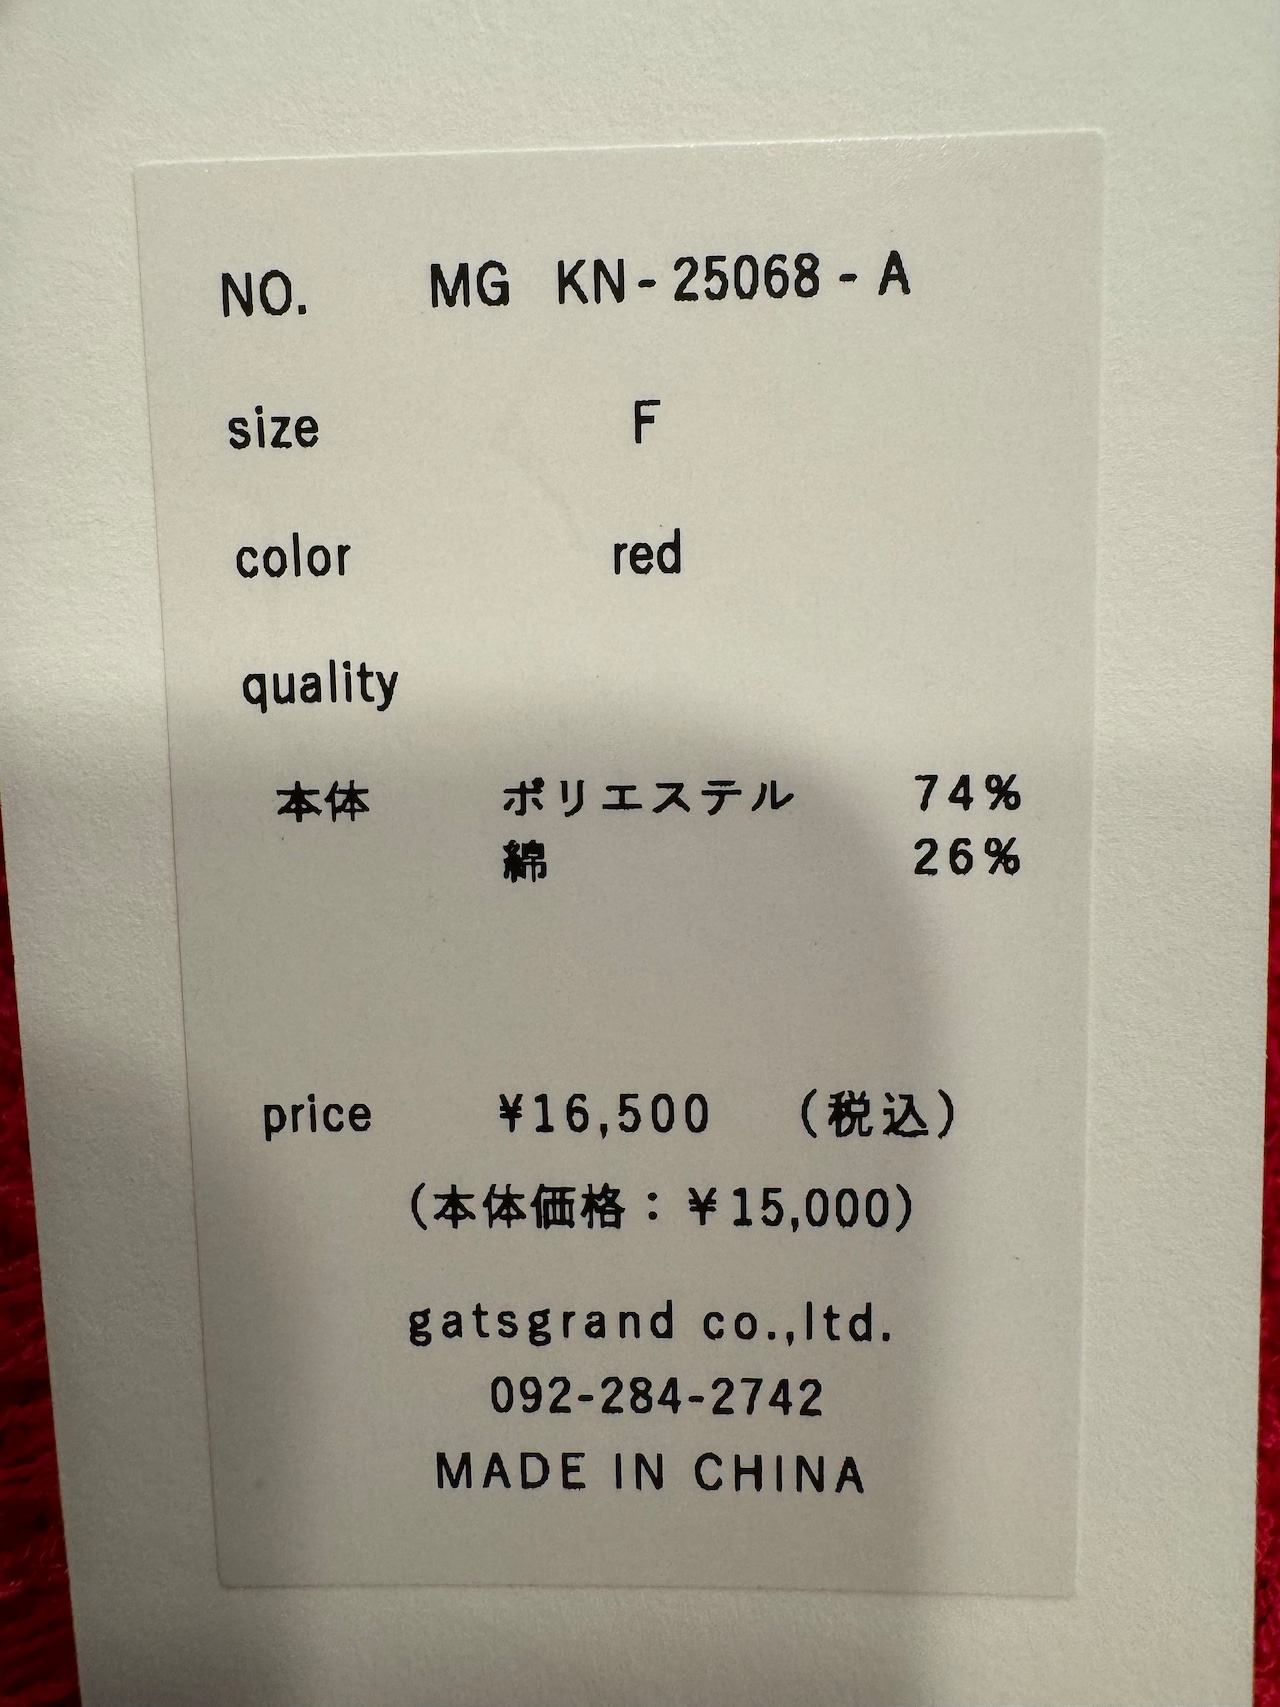 NO. MG KN-25068-A
size F
color red
quality
本体 ポリエステル 74%
綿 26%
price ¥16,500 (税込)
(本体価格：¥15,000)
gatsgrand co.,ltd.
092-284-2742
MADE IN CHINA